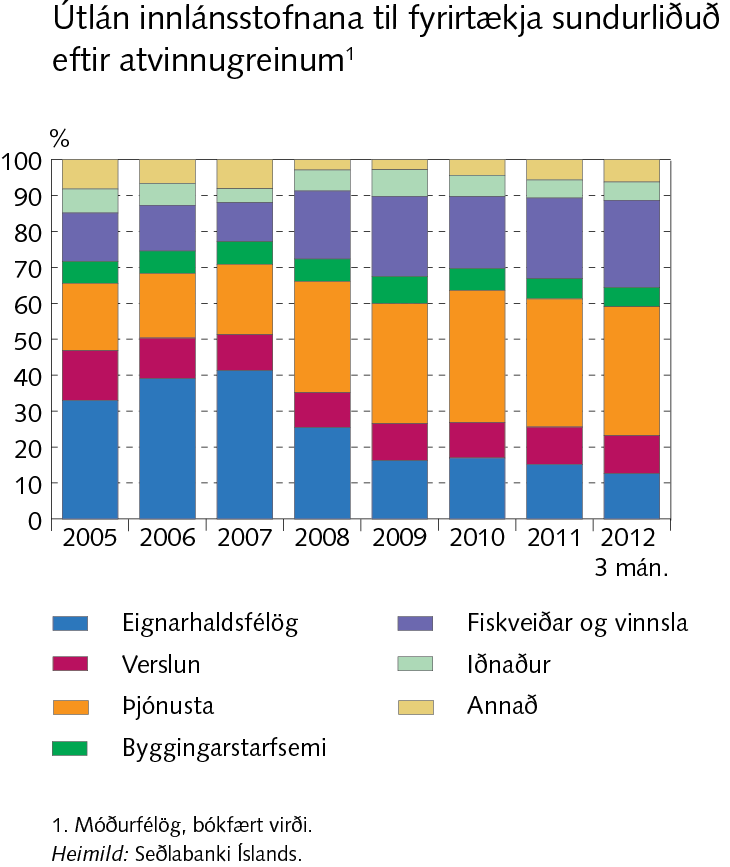 Útlán innlánsstofnana til fyrirtækja sundurliðuð
eftir atvinnugreinum¹
%
100
90
80
70
60
50
40
30
20
10
0
2005 2006 2007 2008 2009 2010 2011 2012
3 mán.
Eignarhaldsfélög
Verslun
Þjónusta
Byggingarstarfsemi
Fiskveiðar og vinnsla
Iðnaður
Annað
1. Móðurfélög, bókfært virði.
Heimild: Seðlabanki Íslands.